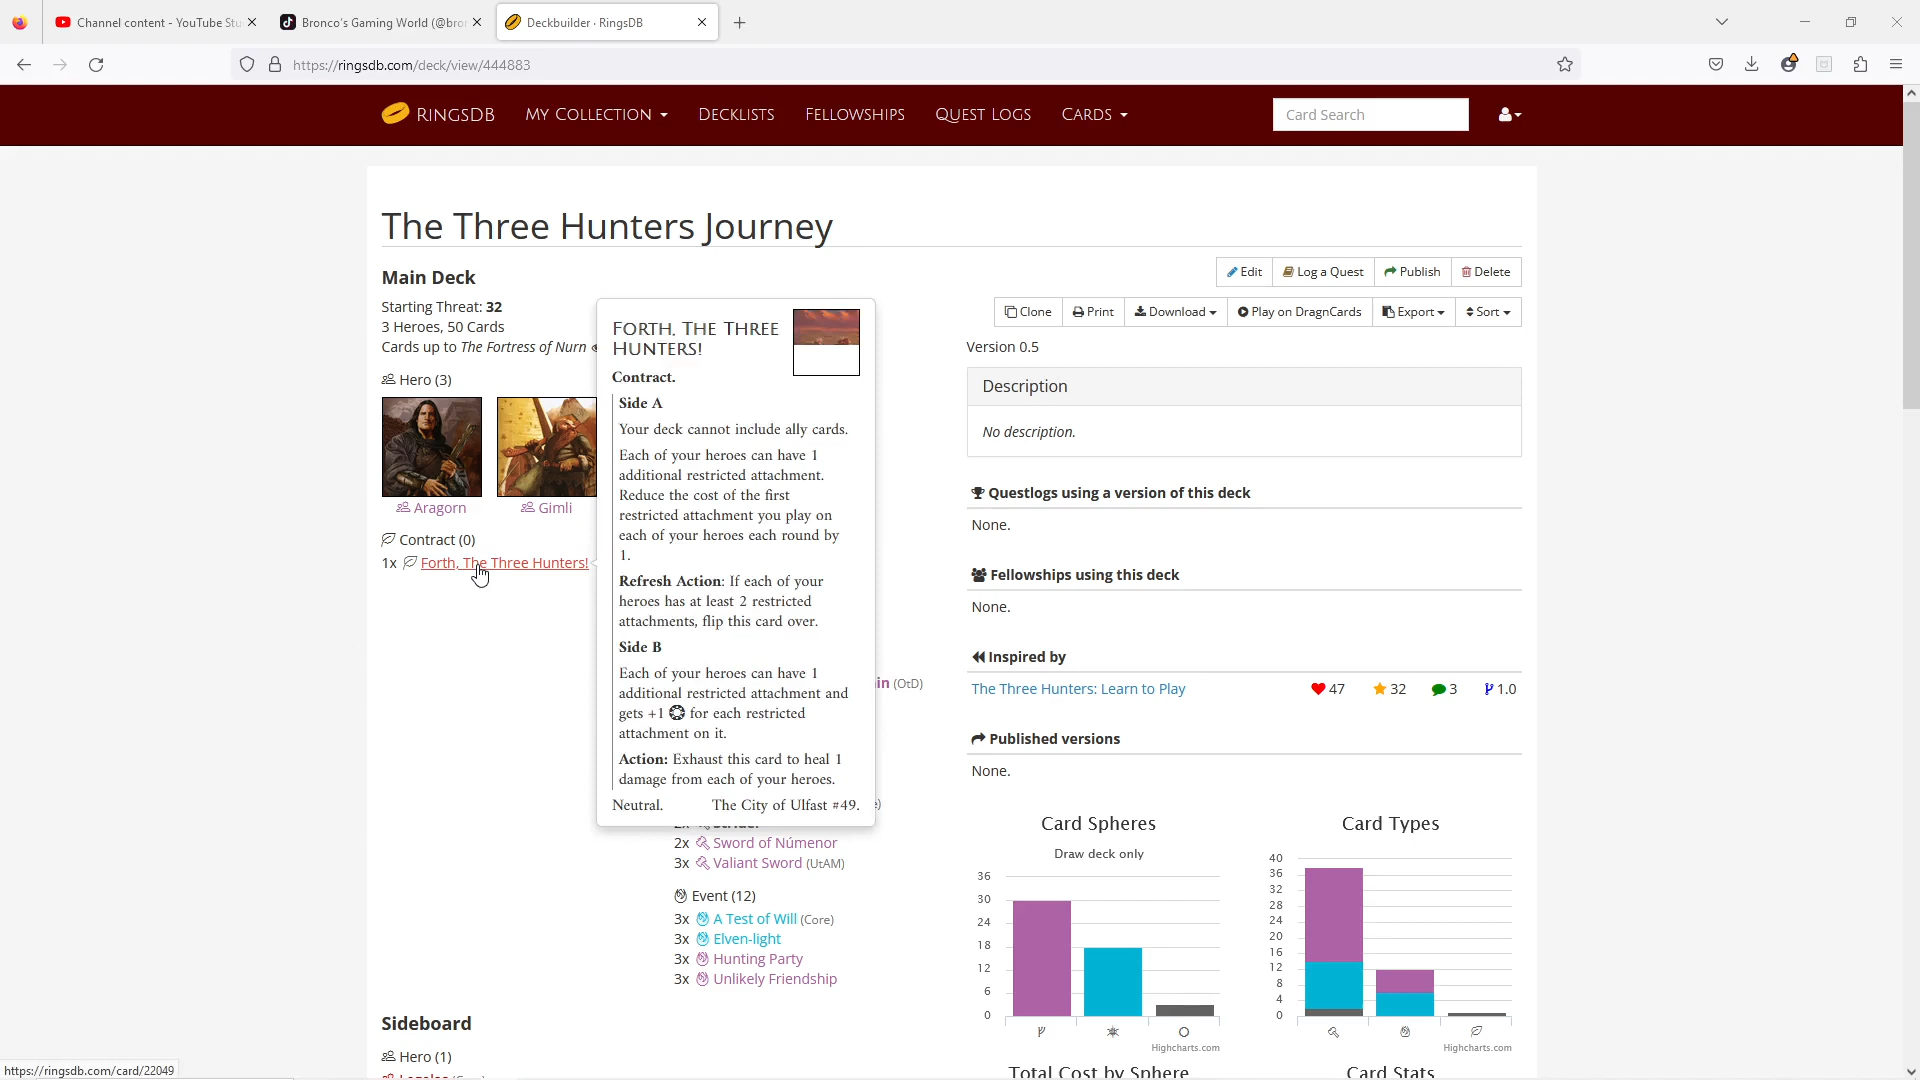 Channel content - YouTube Stu
Bronco's Gaming World (@bron
Deckbuilder · RingsDB
https://ringsdb.com/deck/view/444883
RINGSDB
MY COLLECTION
DECKLISTS
FELLOWSHIPS
QUEST LOGS
CARDS
Card Search
The Three Hunters Journey
Main Deck
Starting Threat: 32
3 Heroes, 50 Cards
Cards up to The Fortress of Nurn
Hero (3)
Aragorn
Gimli
Contract (0)
1x Forth, The Three Hunters!
FORTH, THE THREE
HUNTERS!
Contract.
Side A
Your deck cannot include ally cards.
Each of your heroes can have 1
additional restricted attachment.
Reduce the cost of the first
restricted attachment you play on
each of your heroes each round by
1.
Refresh Action: If each of your
heroes has at least 2 restricted
attachments, flip this card over.
Side B
Each of your heroes can have 1
additional restricted attachment and
gets +1 for each restricted
attachment on it.
Action: Exhaust this card to heal 1
damage from each of your heroes.
Neutral. The City of Ulfast #49.
in (OtD)
2x Sword of Númenor
3x Valiant Sword (UtAM)
Event (12)
3x A Test of Will (Core)
3x Elven-light
3x Hunting Party
3x Unlikely Friendship
Sideboard
Hero (1)
Edit
Log a Quest
Publish
Delete
Clone
Print
Download
Play on DragnCards
Export
Sort
Version 0.5
Description
No description.
Questlogs using a version of this deck
None.
Fellowships using this deck
None.
Inspired by
The Three Hunters: Learn to Play 47 32 3 1.0
Published versions
None.
Card Spheres
Draw deck only
36
30
24
18
12
6
0
Highcharts.com
Card Types
40
36
32
28
24
20
16
12
8
4
0
Highcharts.com
Total Cost by Sphere
Card Stats
https://ringsdb.com/card/22049